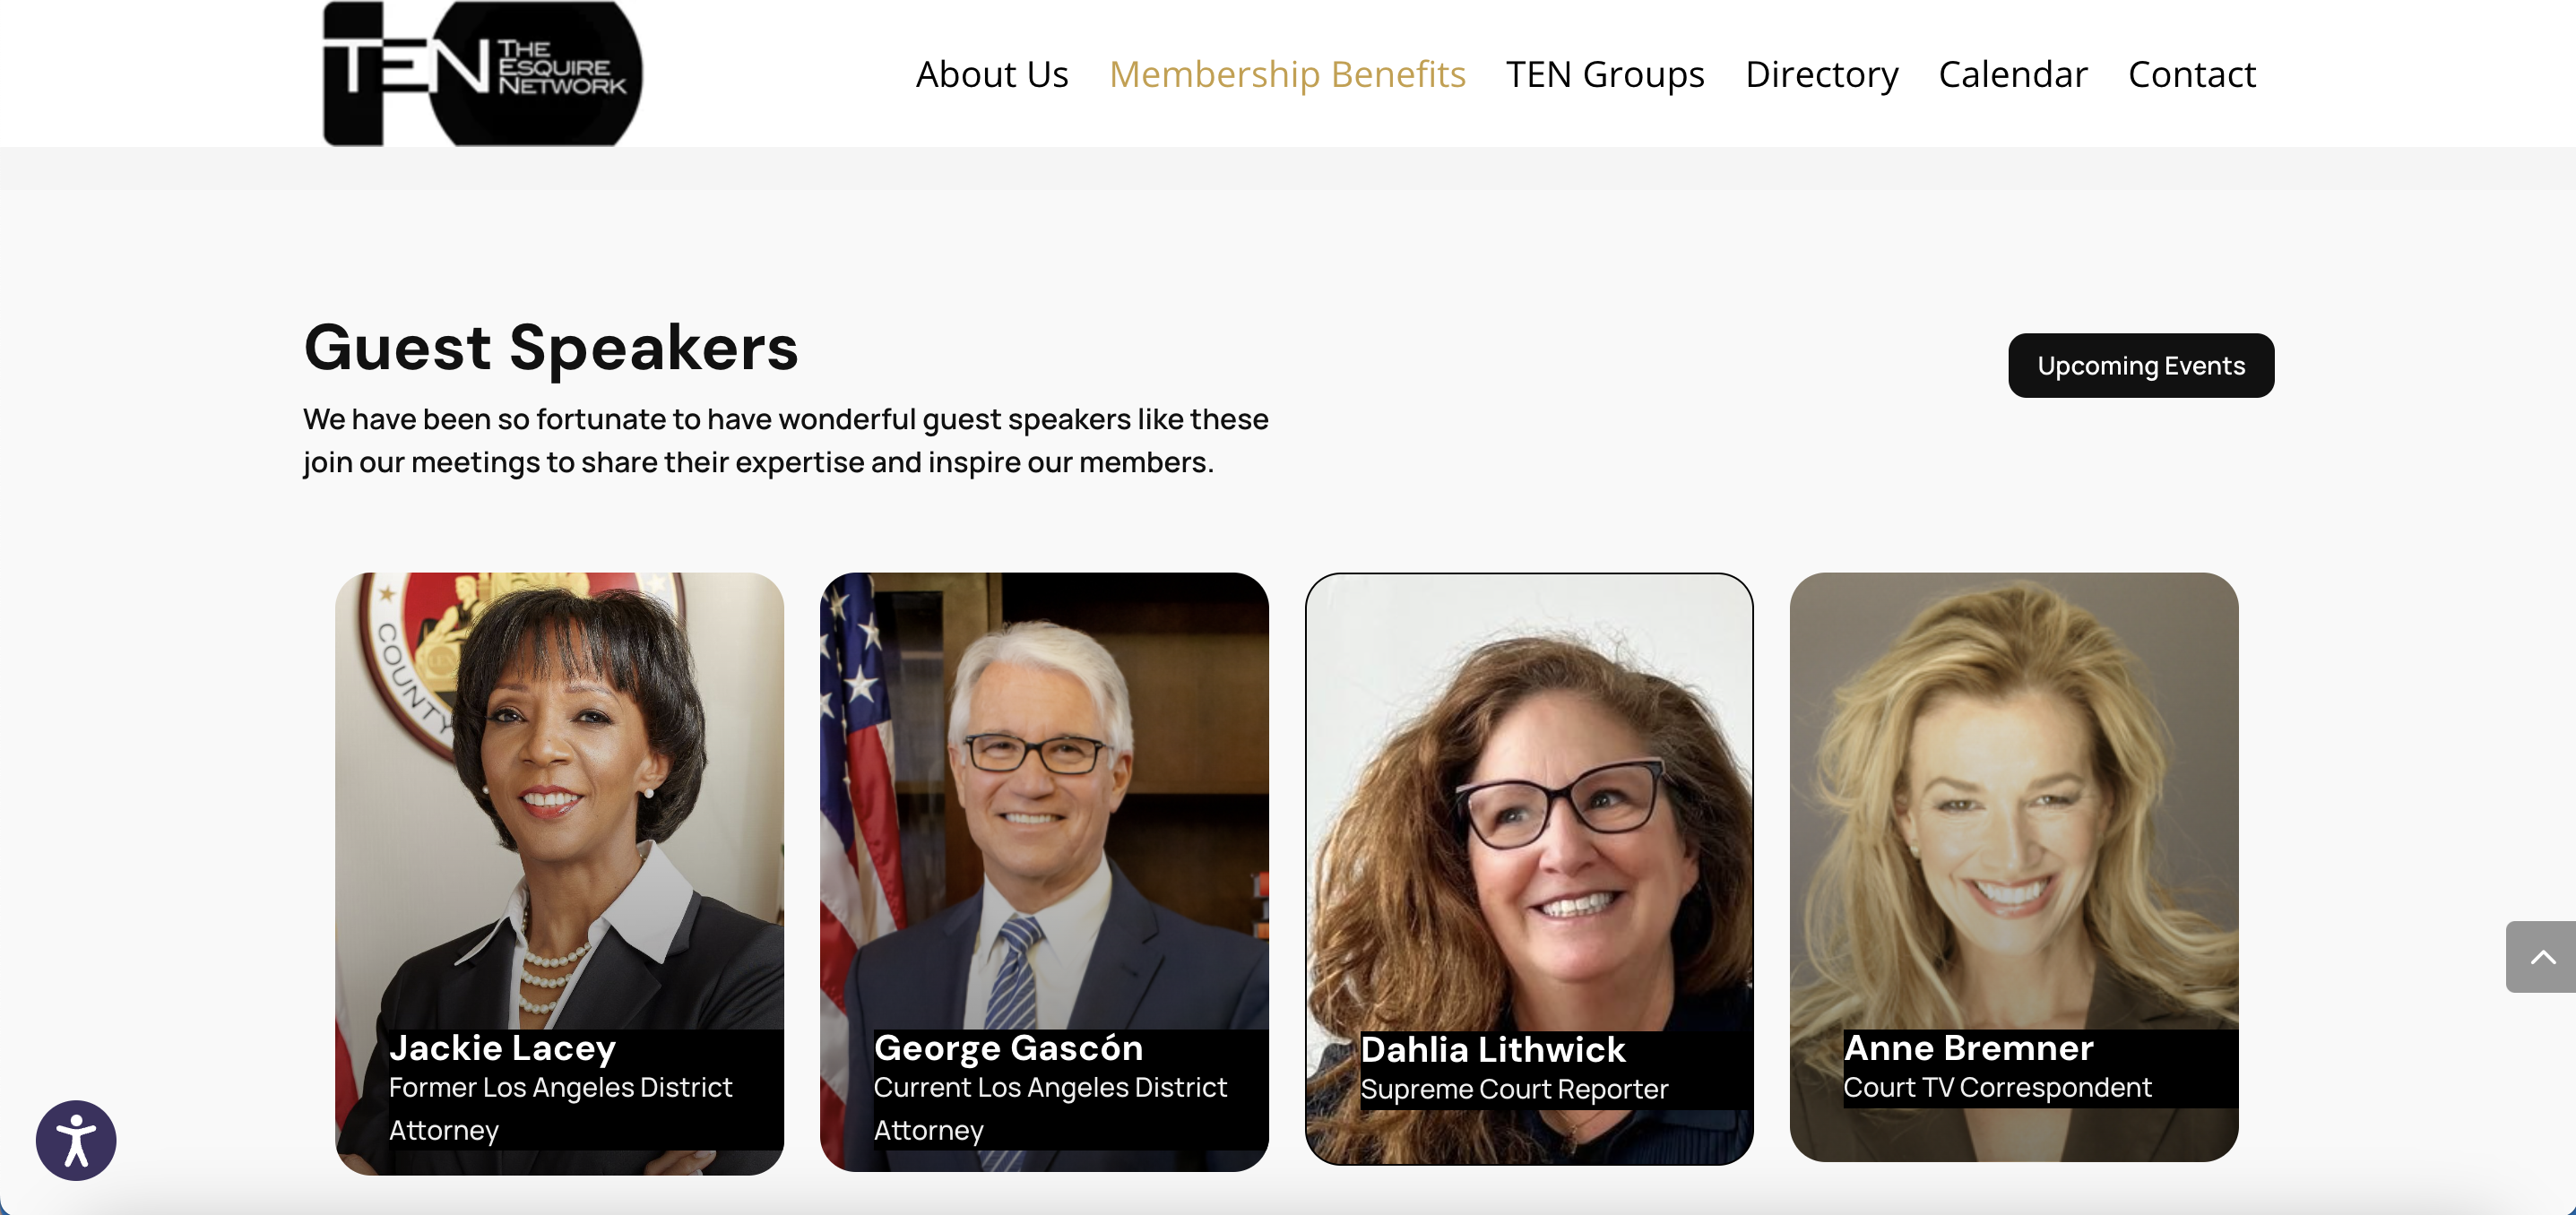 TEN THE
ESQUIRE
NETWORK
About Us Membership Benefits TEN Groups Directory Calendar Contact
Guest Speakers
Upcoming Events
We have been so fortunate to have wonderful guest speakers like these
join our meetings to share their expertise and inspire our members.
COUNTY
Jackie Lacey
Former Los Angeles District
Attorney
George Gascón
Current Los Angeles District
Attorney
Dahlia Lithwick
Supreme Court Reporter
Anne Bremner
Court TV Correspondent